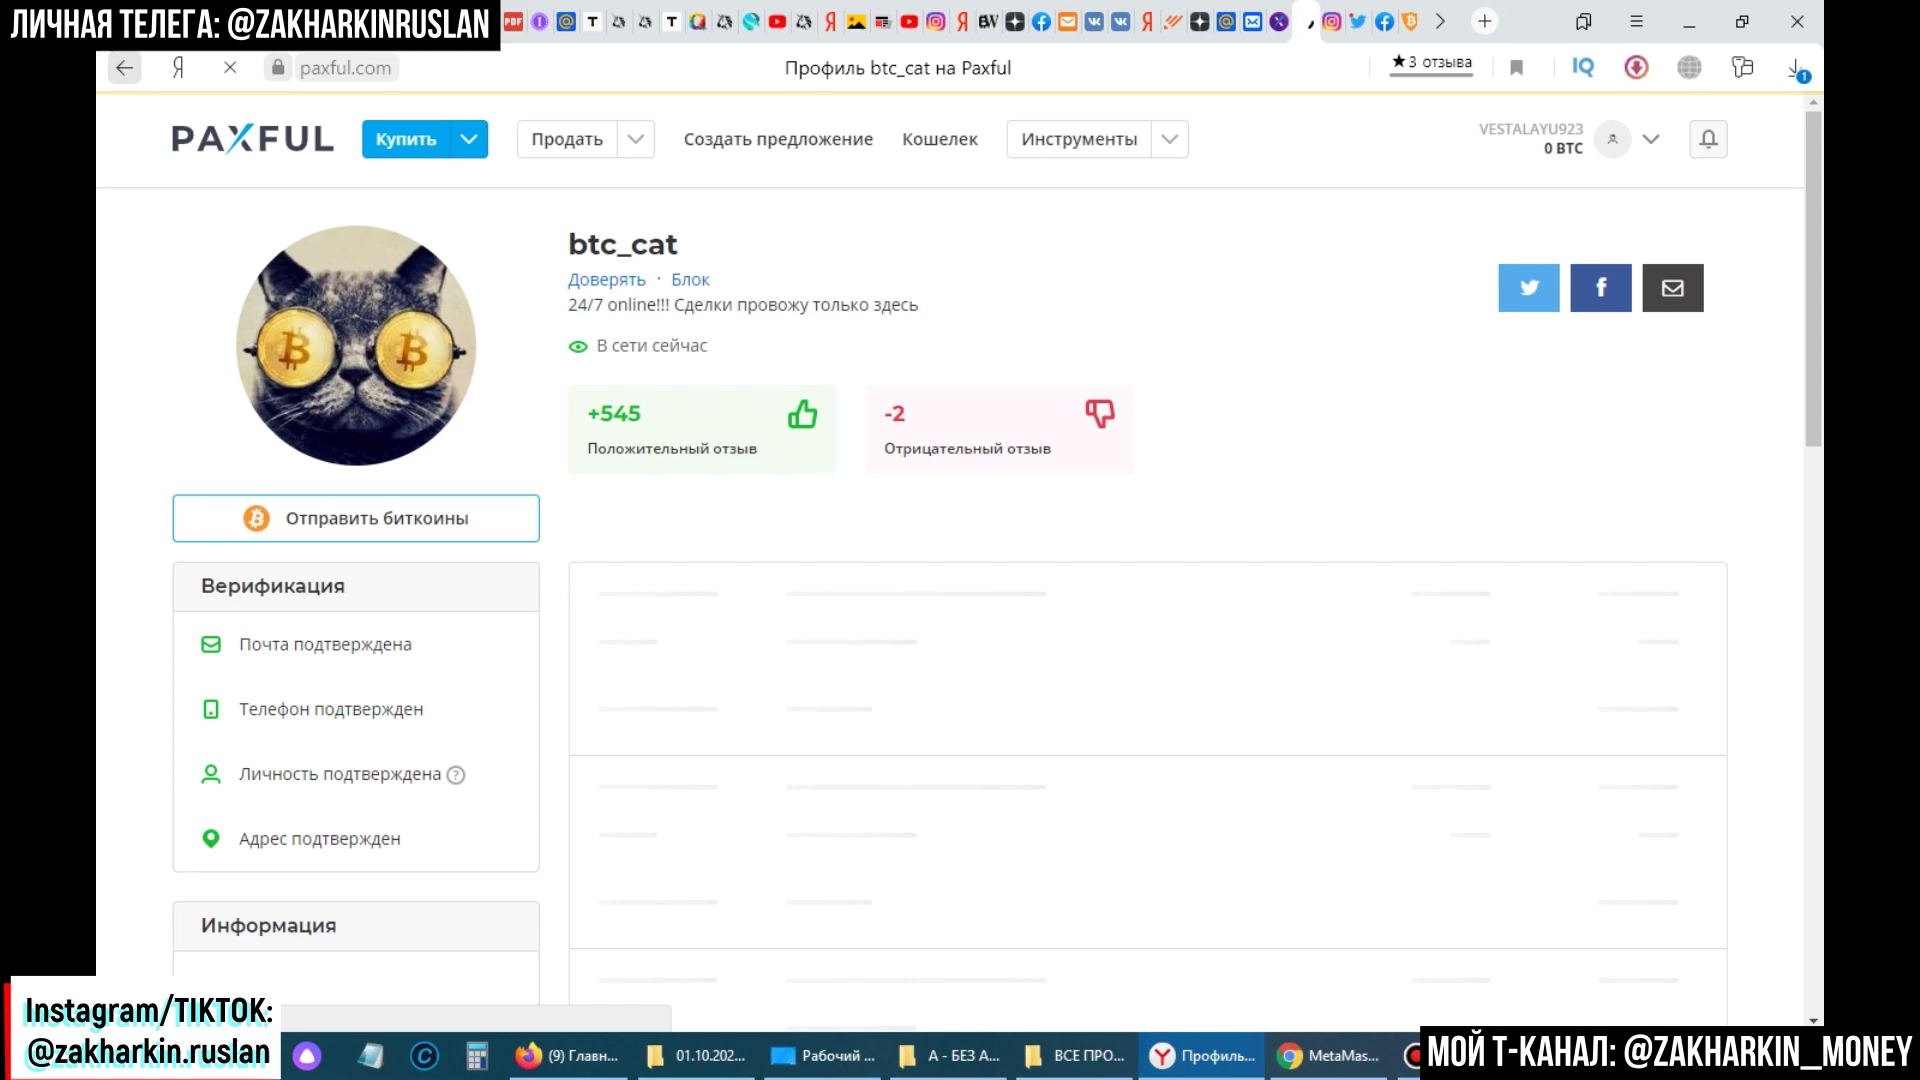 ЛИЧНАЯ ТЕЛЕГА: @ZAKHARKINRUSLAN
paxful.com
Профиль btc_cat на Paxful
★3 отзыва
IQ
1
PAXFUL
Купить
Продать
Создать предложение
Кошелек
Инструменты
VESTALAYU923
0 BTC
btc_cat
Доверять · Блок
24/7 online!!! Сделки провожу только здесь
В сети сейчас
+545
Положительный отзыв
-2
Отрицательный отзыв
Отправить биткоины
Верификация
Почта подтверждена
Телефон подтвержден
Личность подтверждена ?
Адрес подтвержден
Информация
Instagram/TIKTOK:
@zakharkin.ruslan
(9) Главн...
01.10.202...
Рабочий ...
А - БЕЗ А...
ВСЕ ПРО...
Профиль...
MetaMas...
МОЙ Т-КАНАЛ: @ZAKHARKIN_MONEY